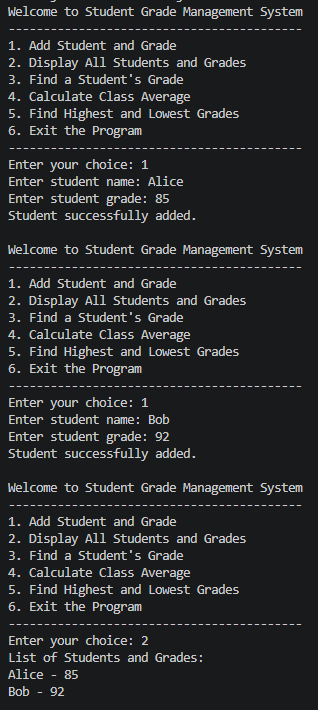 Welcome to Student Grade Management System
------------------------------------------
1. Add Student and Grade
2. Display All Students and Grades
3. Find a Student's Grade
4. Calculate Class Average
5. Find Highest and Lowest Grades
6. Exit the Program
------------------------------------------
Enter your choice: 1
Enter student name: Alice
Enter student grade: 85
Student successfully added.

Welcome to Student Grade Management System
------------------------------------------
1. Add Student and Grade
2. Display All Students and Grades
3. Find a Student's Grade
4. Calculate Class Average
5. Find Highest and Lowest Grades
6. Exit the Program
------------------------------------------
Enter your choice: 1
Enter student name: Bob
Enter student grade: 92
Student successfully added.

Welcome to Student Grade Management System
------------------------------------------
1. Add Student and Grade
2. Display All Students and Grades
3. Find a Student's Grade
4. Calculate Class Average
5. Find Highest and Lowest Grades
6. Exit the Program
------------------------------------------
Enter your choice: 2
List of Students and Grades:
Alice - 85
Bob - 92